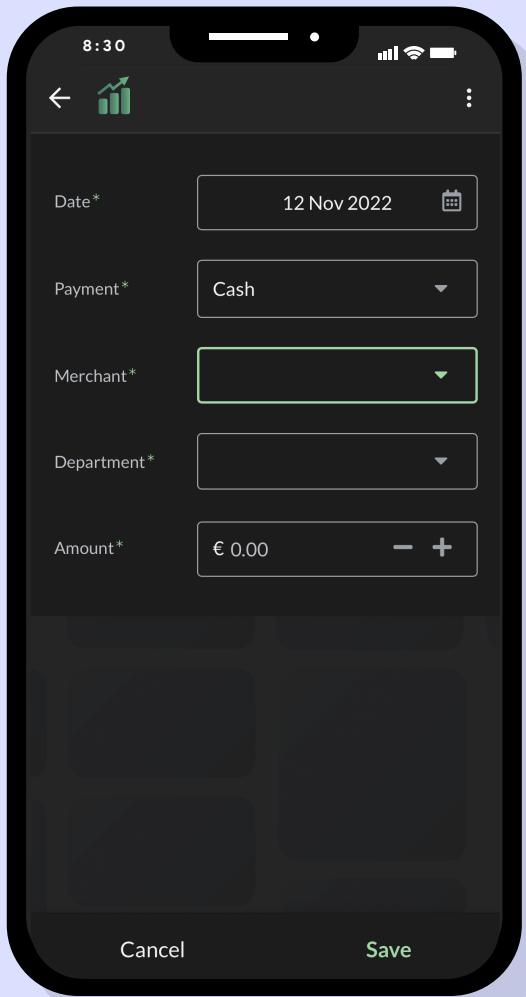 8:30
Date* 12 Nov 2022
Payment* Cash
Merchant*
Department*
Amount* € 0.00
Cancel Save